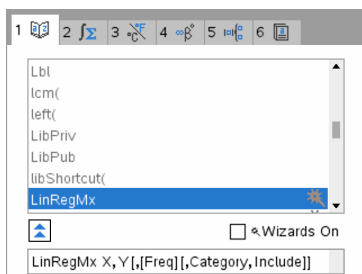 1 2 ∫Σ 3 °C°F 4 ∞β° 5 6
Lbl
lcm(
left(
LibPriv
LibPub
libShortcut(
LinRegMx
Wizards On
LinRegMx X,Y[,[Freq][,Category,Include]]